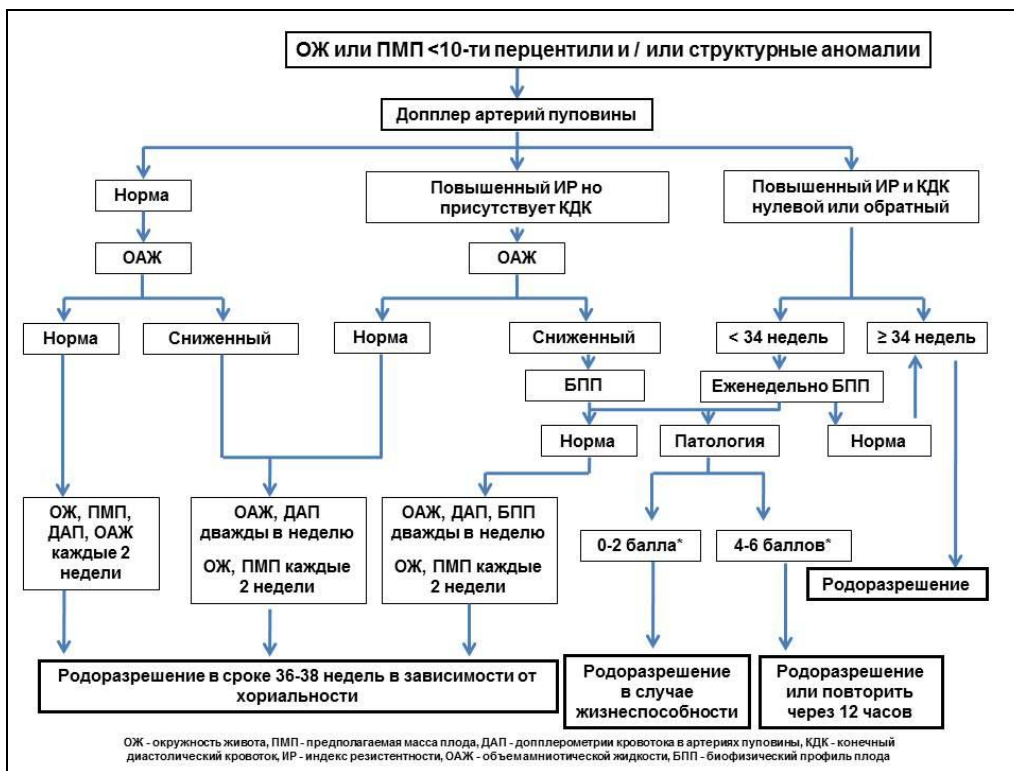 ОЖ или ПМП <10-ти перцентили и / или структурные аномалии
Допплер артерий пуповины
Норма
Повышенный ИР но
присутствует КДК
Повышенный ИР и КДК
нулевой или обратный
ОАЖ
ОАЖ
Норма
Сниженный
Норма
Сниженный
< 34 недель
≥ 34 недель
БПП
Еженедельно БПП
Норма
Патология
Норма
ОЖ, ПМП,
ДАП, ОАЖ
каждые 2
недели
ОАЖ, ДАП
дважды в неделю
ОЖ, ПМП каждые
2 недели
ОАЖ, ДАП, БПП
дважды в неделю
ОЖ, ПМП каждые
2 недели
0-2 балла*
4-6 баллов*
Родоразрешение
Родоразрешение в сроке 36-38 недель в зависимости от
хориальности
Родоразрешение
в случае
жизнеспособности
Родоразрешение
или повторить
через 12 часов
ОЖ - окружность живота, ПМП - предполагаемая масса плода, ДАП - допплерометрии кровотока в артериях пуповины, КДК - конечный
диастолический кровоток, ИР - индекс резистентности, ОАЖ - объем амниотической жидкости, БПП - биофизический профиль плода